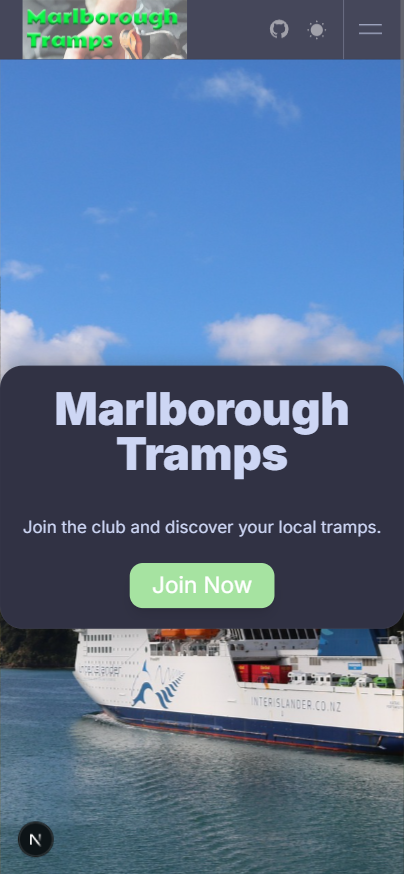 Marlborough
Tramps
Marlborough
Tramps
Join the club and discover your local tramps.
Join Now
INTERISLANDER.CO.NZ
N